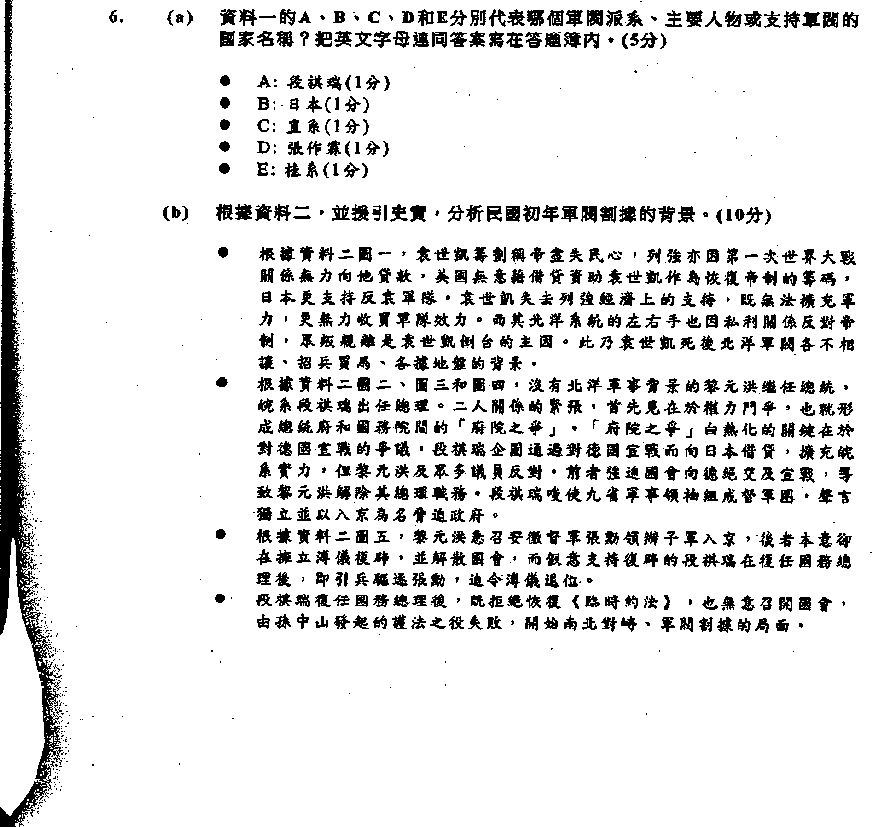 6. (a) 資料一的A、B、C、D和E分別代表哪個軍閥派系、主要人物或支持軍閥的
國家名稱？把英文字母連同答案寫在答題簿內。(5分)
● A: 段祺瑞(1分)
● B: 日本(1分)
● C: 直系(1分)
● D: 張作霖(1分)
● E: 桂系(1分)
(b) 根據資料二，並援引史實，分析民國初年軍閥割據的背景。(10分)
● 根據資料二圖一，袁世凱籌劃稱帝盡失民心，列強亦因第一次世界大戰
關係無力向他貸款，美國無意藉借貸資助袁世凱作為恢復帝制的籌碼，
日本更支持反袁軍隊。袁世凱失去列強經濟上的支持，既無法擴充軍
力，更無力收買軍隊效力。而其北洋系統的左右手也因私利關係反對帝
制，眾叛親離是袁世凱倒台的主因。此乃袁世凱死後北洋軍閥各不相
讓、招兵買馬、各據地盤的背景。
● 根據資料二圖二、圖三和圖四，沒有北洋軍事背景的黎元洪繼任總統，
皖系段祺瑞出任總理。二人關係的緊張，首先見在於權力鬥爭，也就形
成總統府和國務院間的「府院之爭」。「府院之爭」白熱化的關鍵在於
對德國宣戰的爭議。段祺瑞企圖通過對德國宣戰而向日本借貸，擴充皖
系實力，但黎元洪及眾多議員反對。前者強迫國會向德絕交及宣戰，導
致黎元洪解除其總理職務。段祺瑞唆使九省軍事領袖組成督軍團，聲言
獨立並以入京為名脅迫政府。
● 根據資料二圖五，黎元洪急召安徽督軍張勳領辮子軍入京，後者本意卻
在擁立溥儀復辟，並解散國會，而假意支持復辟的段祺瑞在復任國務總
理後，即引兵驅逐張勳，迫令溥儀退位。
● 段祺瑞復任國務總理後，既拒絕恢復《臨時約法》，也無意召開國會，
由孫中山發起的護法之役失敗，開始南北對峙、軍閥割據的局面。